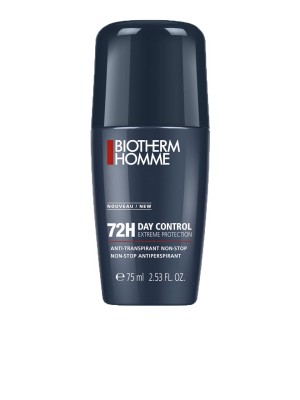 BIOTHERM
HOMME
NOUVEAU / NEW
72H DAY CONTROL
EXTREME PROTECTION
ANTI-TRANSPIRANT NON-STOP
NON-STOP ANTIPERSPIRANT
℮ 75 ml 2.53 FL. OZ.